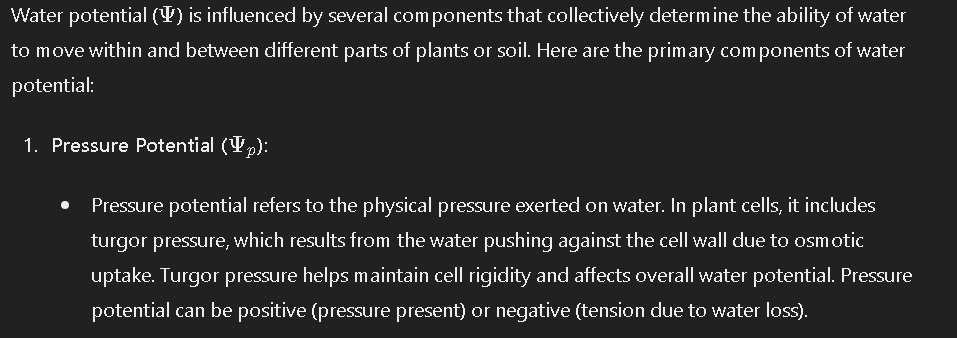 Water potential (Ψ) is influenced by several components that collectively determine the ability of water
to move within and between different parts of plants or soil. Here are the primary components of water
potential:
1. Pressure Potential (Ψp):
• Pressure potential refers to the physical pressure exerted on water. In plant cells, it includes
turgor pressure, which results from the water pushing against the cell wall due to osmotic
uptake. Turgor pressure helps maintain cell rigidity and affects overall water potential. Pressure
potential can be positive (pressure present) or negative (tension due to water loss).